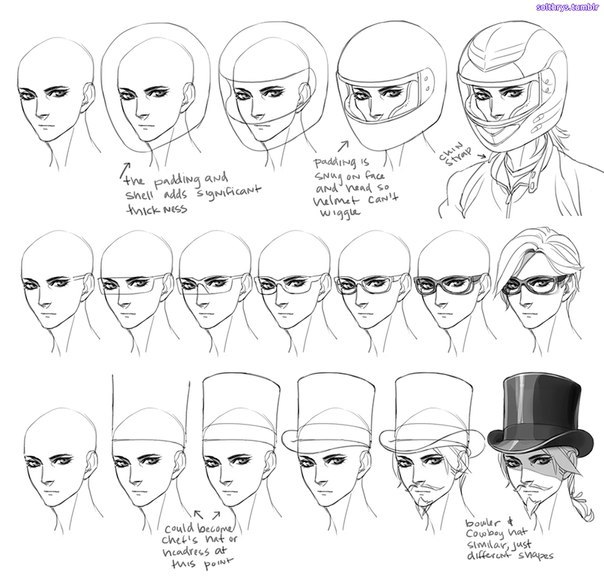 soithrys.tumblr
the padding and
shell adds significant
thickness
padding is
snug on face
and head so
helmet can't
wiggle
chin
strap
could become
chef's hat or
headress at
this point
bowler &
cowboy hat
similar, just
different shapes